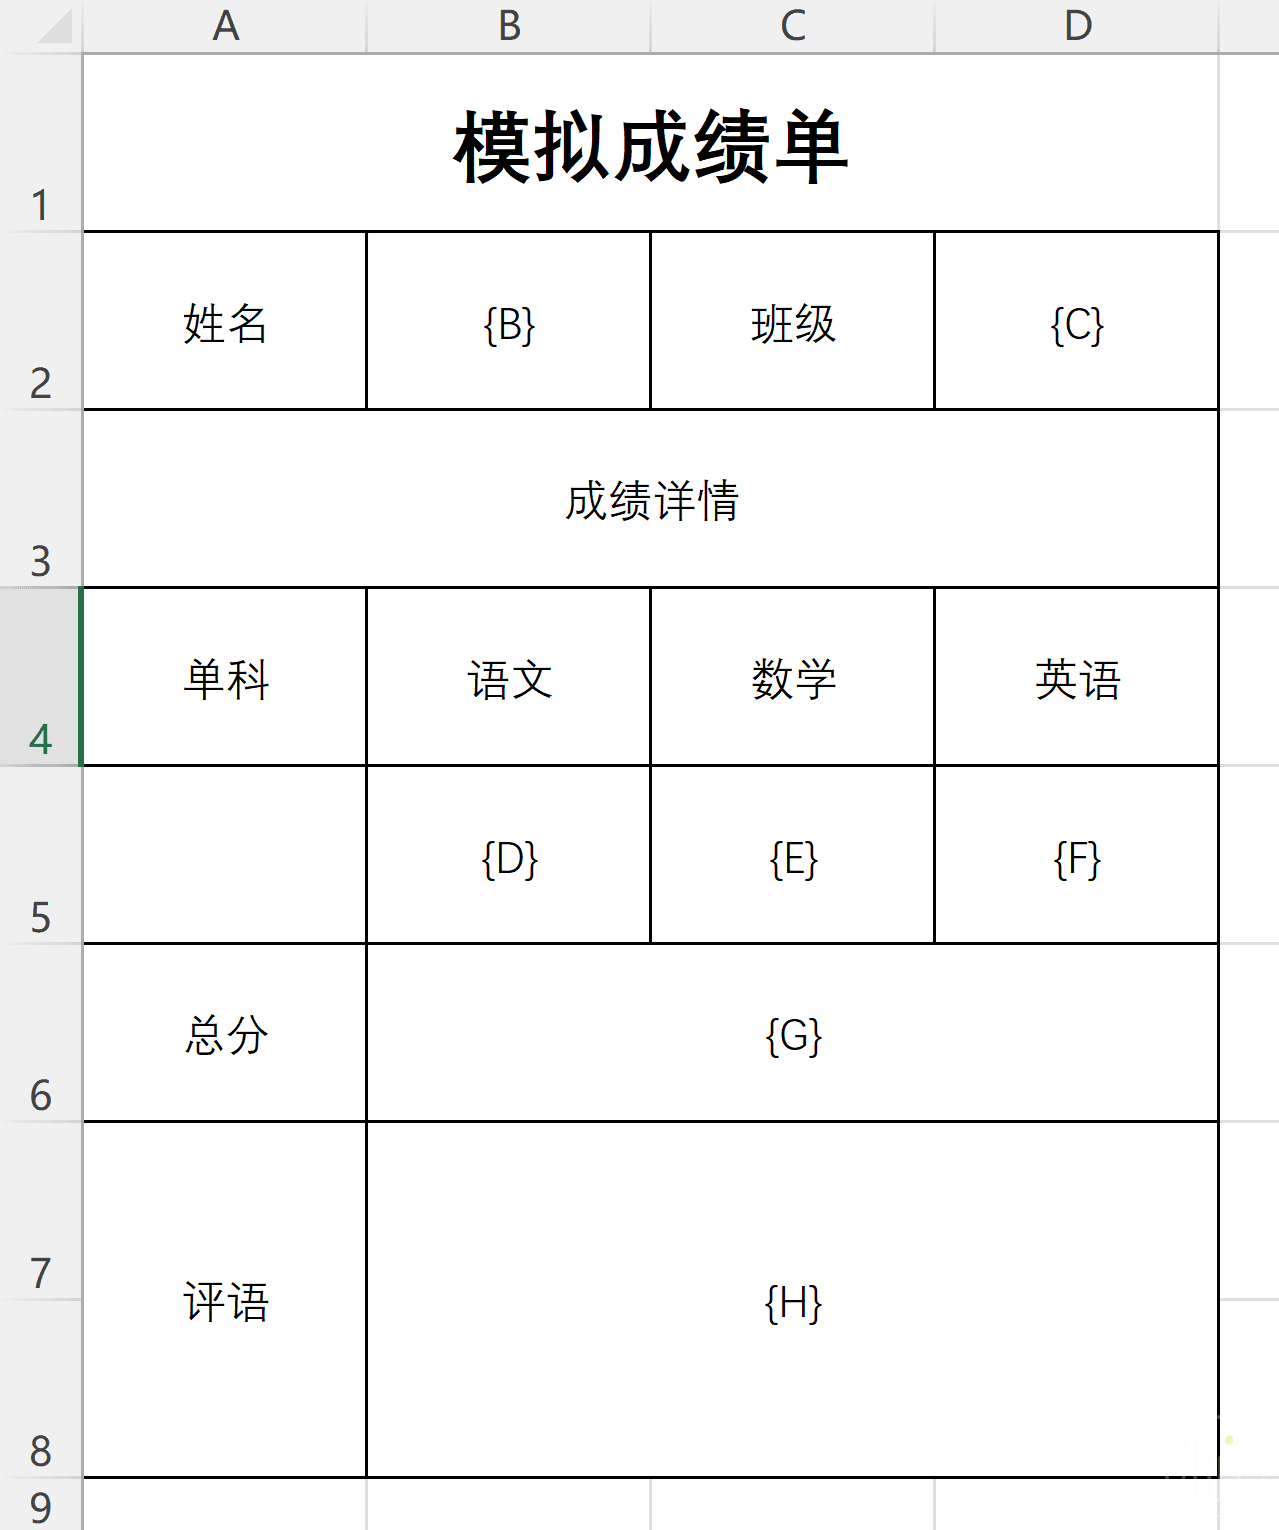 A B C D
1 模拟成绩单
2 姓名 {B} 班级 {C}
3 成绩详情
4 单科 语文 数学 英语
5 {D} {E} {F}
6 总分 {G}
7 评语 {H}
8
9